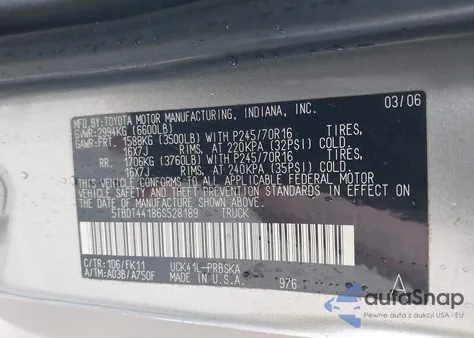 MFD.BY:TOYOTA MOTOR MANUFACTURING, INDIANA, INC. 03/06
GVWR:2994KG (6600LB)
GAWR:FRT. 1588KG (3500LB) WITH P245/70R16 TIRES,
16X7J RIMS, AT 220KPA (32PSI) COLD
RR. 1706KG (3760LB) WITH P245/70R16 TIRES,
16X7J RIMS, AT 240KPA (35PSI) COLD
THIS VEHICLE CONFORMS TO ALL APPLICABLE FEDERAL MOTOR
VEHICLE SAFETY AND THEFT PREVENTION STANDARDS IN EFFECT ON
THE DATE OF MANUFACTURE SHOWN ABOVE.
5TBDT44186S528189 TRUCK
C/TR:1D6/FK11 UCK41L-PRBSKA
A/TM:A03B/A750F MADE IN U.S.A. 976 A
autaSnap
Pewne auta z aukcji USA i EU